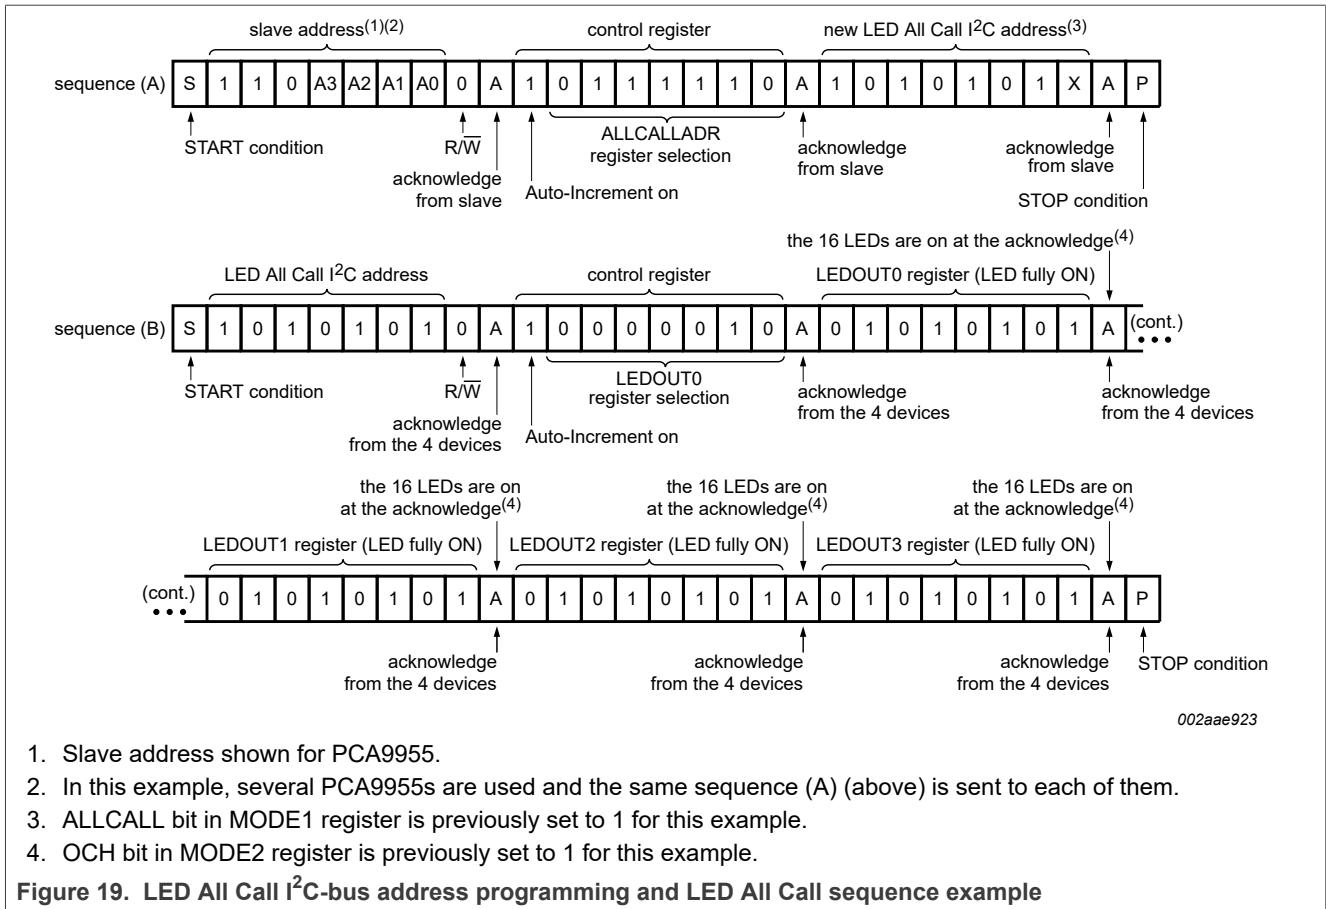 slave address(1)(2) control register new LED All Call I2C address(3)
sequence (A) S 1 1 0 A3 A2 A1 A0 0 A 1 0 1 1 1 1 1 0 A 1 0 1 0 1 0 1 X A P
START condition R/W ALLCALLADR acknowledge acknowledge
register selection from slave from slave
acknowledge
from slave Auto-Increment on STOP condition
the 16 LEDs are on at the acknowledge(4)
LED All Call I2C address control register LEDOUT0 register (LED fully ON)
sequence (B) S 1 0 1 0 1 0 1 0 A 1 0 0 0 0 0 1 0 A 0 1 0 1 0 1 0 1 A (cont.)
•••
START condition R/W LEDOUT0 acknowledge acknowledge
register selection from the 4 devices from the 4 devices
acknowledge
from the 4 devices Auto-Increment on
the 16 LEDs are on the 16 LEDs are on the 16 LEDs are on
at the acknowledge(4) at the acknowledge(4) at the acknowledge(4)
LEDOUT1 register (LED fully ON) LEDOUT2 register (LED fully ON) LEDOUT3 register (LED fully ON)
(cont.) 0 1 0 1 0 1 0 1 A 0 1 0 1 0 1 0 1 A 0 1 0 1 0 1 0 1 A P
•••
acknowledge acknowledge acknowledge STOP condition
from the 4 devices from the 4 devices from the 4 devices
002aae923
1. Slave address shown for PCA9955.
2. In this example, several PCA9955s are used and the same sequence (A) (above) is sent to each of them.
3. ALLCALL bit in MODE1 register is previously set to 1 for this example.
4. OCH bit in MODE2 register is previously set to 1 for this example.
Figure 19. LED All Call I2C-bus address programming and LED All Call sequence example